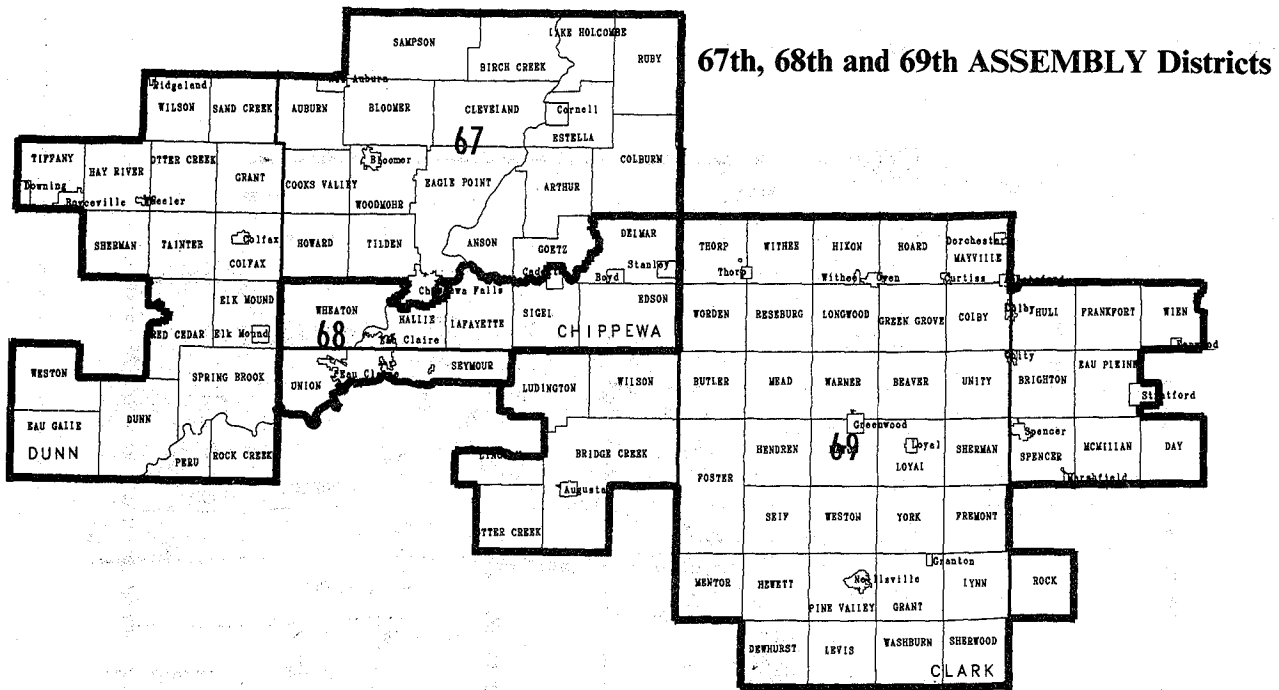 67th, 68th and 69th ASSEMBLY Districts
SAMPSON
LAKE HOLCOMBE
RUBY
BIRCH CREEK
Ridgeland
WILSON
SAND CREEK
AUBURN
Auburn
BLOOMER
CLEVELAND
Cornell
ESTELLA
67
COLBURN
TIFFANY
HAY RIVER
OTTER CREEK
GRANT
COOKS VALLEY
Bloomer
EAGLE POINT
ARTHUR
Downing
Boyceville
Wheeler
WOODMOHR
SHERMAN
TAINTER
Colfax
COLFAX
HOWARD
TILDEN
ANSON
GOETZ
Cadott
DELMAR
Boyd
Stanley
THORP
Thorp
WITHEE
HIXON
HOARD
Dorchester
MAYVILLE
Withee
Owen
Curtiss
Chippewa Falls
ELK MOUND
WHEATON
EDSON
RED CEDAR
Elk Mound
68
HALLIE
LAFAYETTE
SIGEL
CHIPPEWA
WORDEN
RESEBURG
LONGWOOD
GREEN GROVE
COLBY
Colby
HULL
FRANKFORT
WIEN
Eau Claire
WESTON
SPRING BROOK
UNION
Eau Claire
SEYMOUR
LUDINGTON
WILSON
BUTLER
MEAD
WARNER
BEAVER
UNITY
Unity
BRIGHTON
EAU PLEINE
Stratford
EAU GALLE
DUNN
DUNN
PERU
ROCK CREEK
BRIDGE CREEK
Augusta
OTTER CREEK
FOSTER
HENDREN
Greenwood
69
Loyal
LOYAL
SHERMAN
Spencer
SPENCER
MCMILLAN
DAY
Marshfield
SEIF
WESTON
YORK
FREMONT
Granton
MENTOR
HEWETT
Neillsville
PINE VALLEY
GRANT
LYNN
ROCK
DEWHURST
LEVIS
WASHBURN
SHERWOOD
CLARK